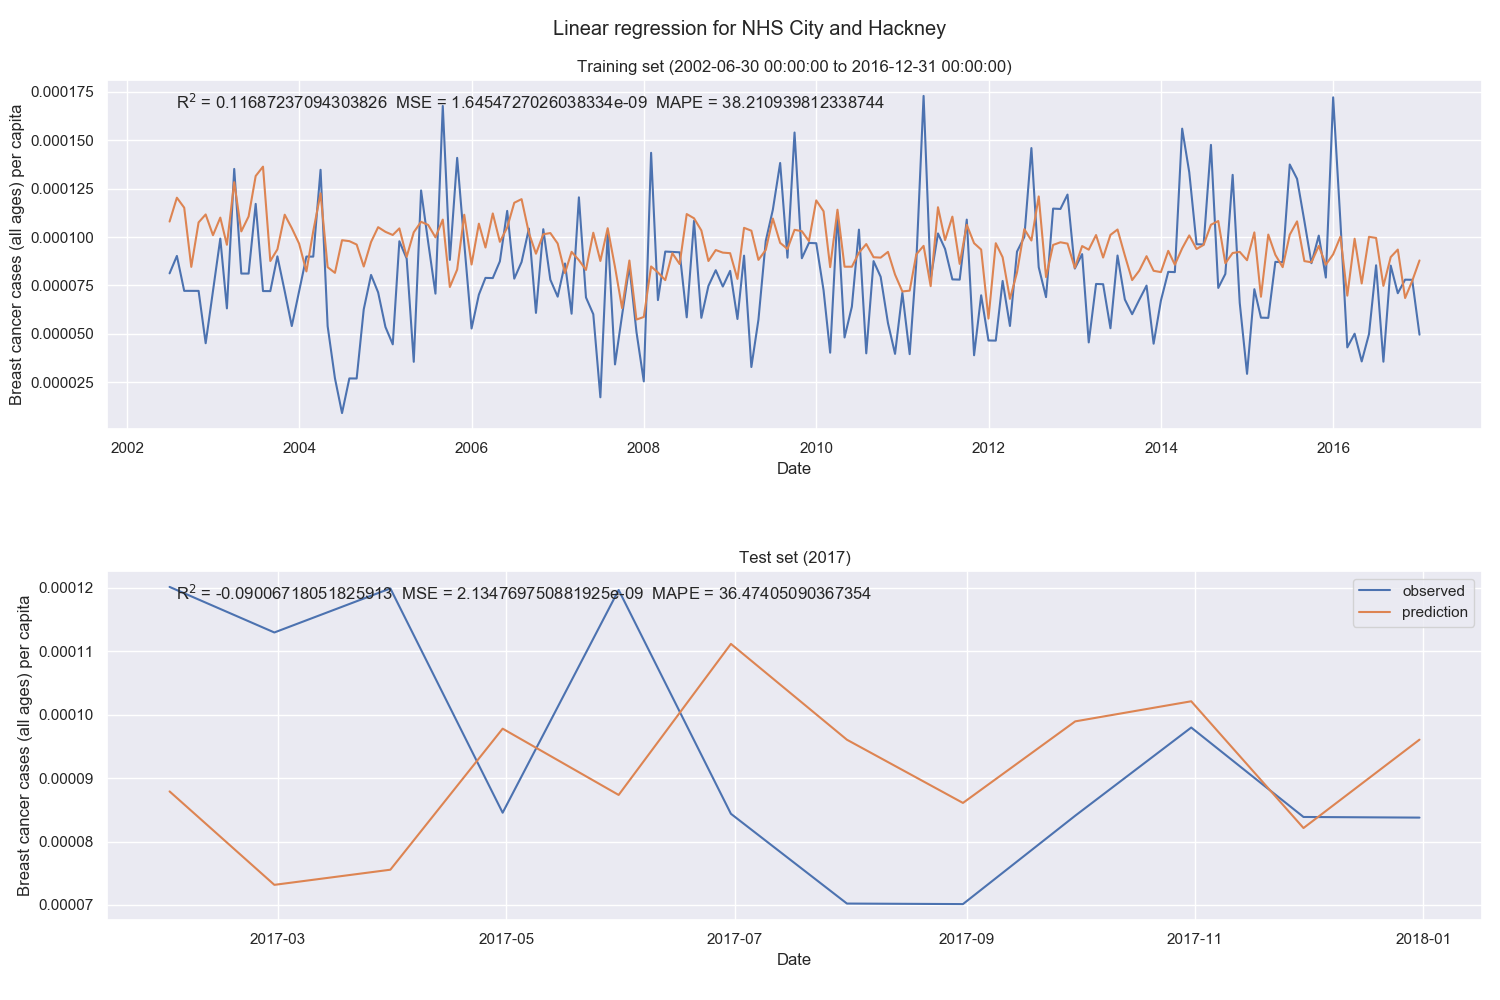 Linear regression for NHS City and Hackney
Training set (2002-06-30 00:00:00 to 2016-12-31 00:00:00)
R² = 0.11687237094303826 MSE = 1.6454727026038334e-09 MAPE = 38.210939812338744
Breast cancer cases (all ages) per capita
0.000175
0.000150
0.000125
0.000100
0.000075
0.000050
0.000025
2002 2004 2006 2008 2010 2012 2014 2016
Date
Test set (2017)
R² = -0.09006718051825913 MSE = 2.134769750881925e-09 MAPE = 36.47405090367354
observed
prediction
Breast cancer cases (all ages) per capita
0.00012
0.00011
0.00010
0.00009
0.00008
0.00007
2017-03 2017-05 2017-07 2017-09 2017-11 2018-01
Date